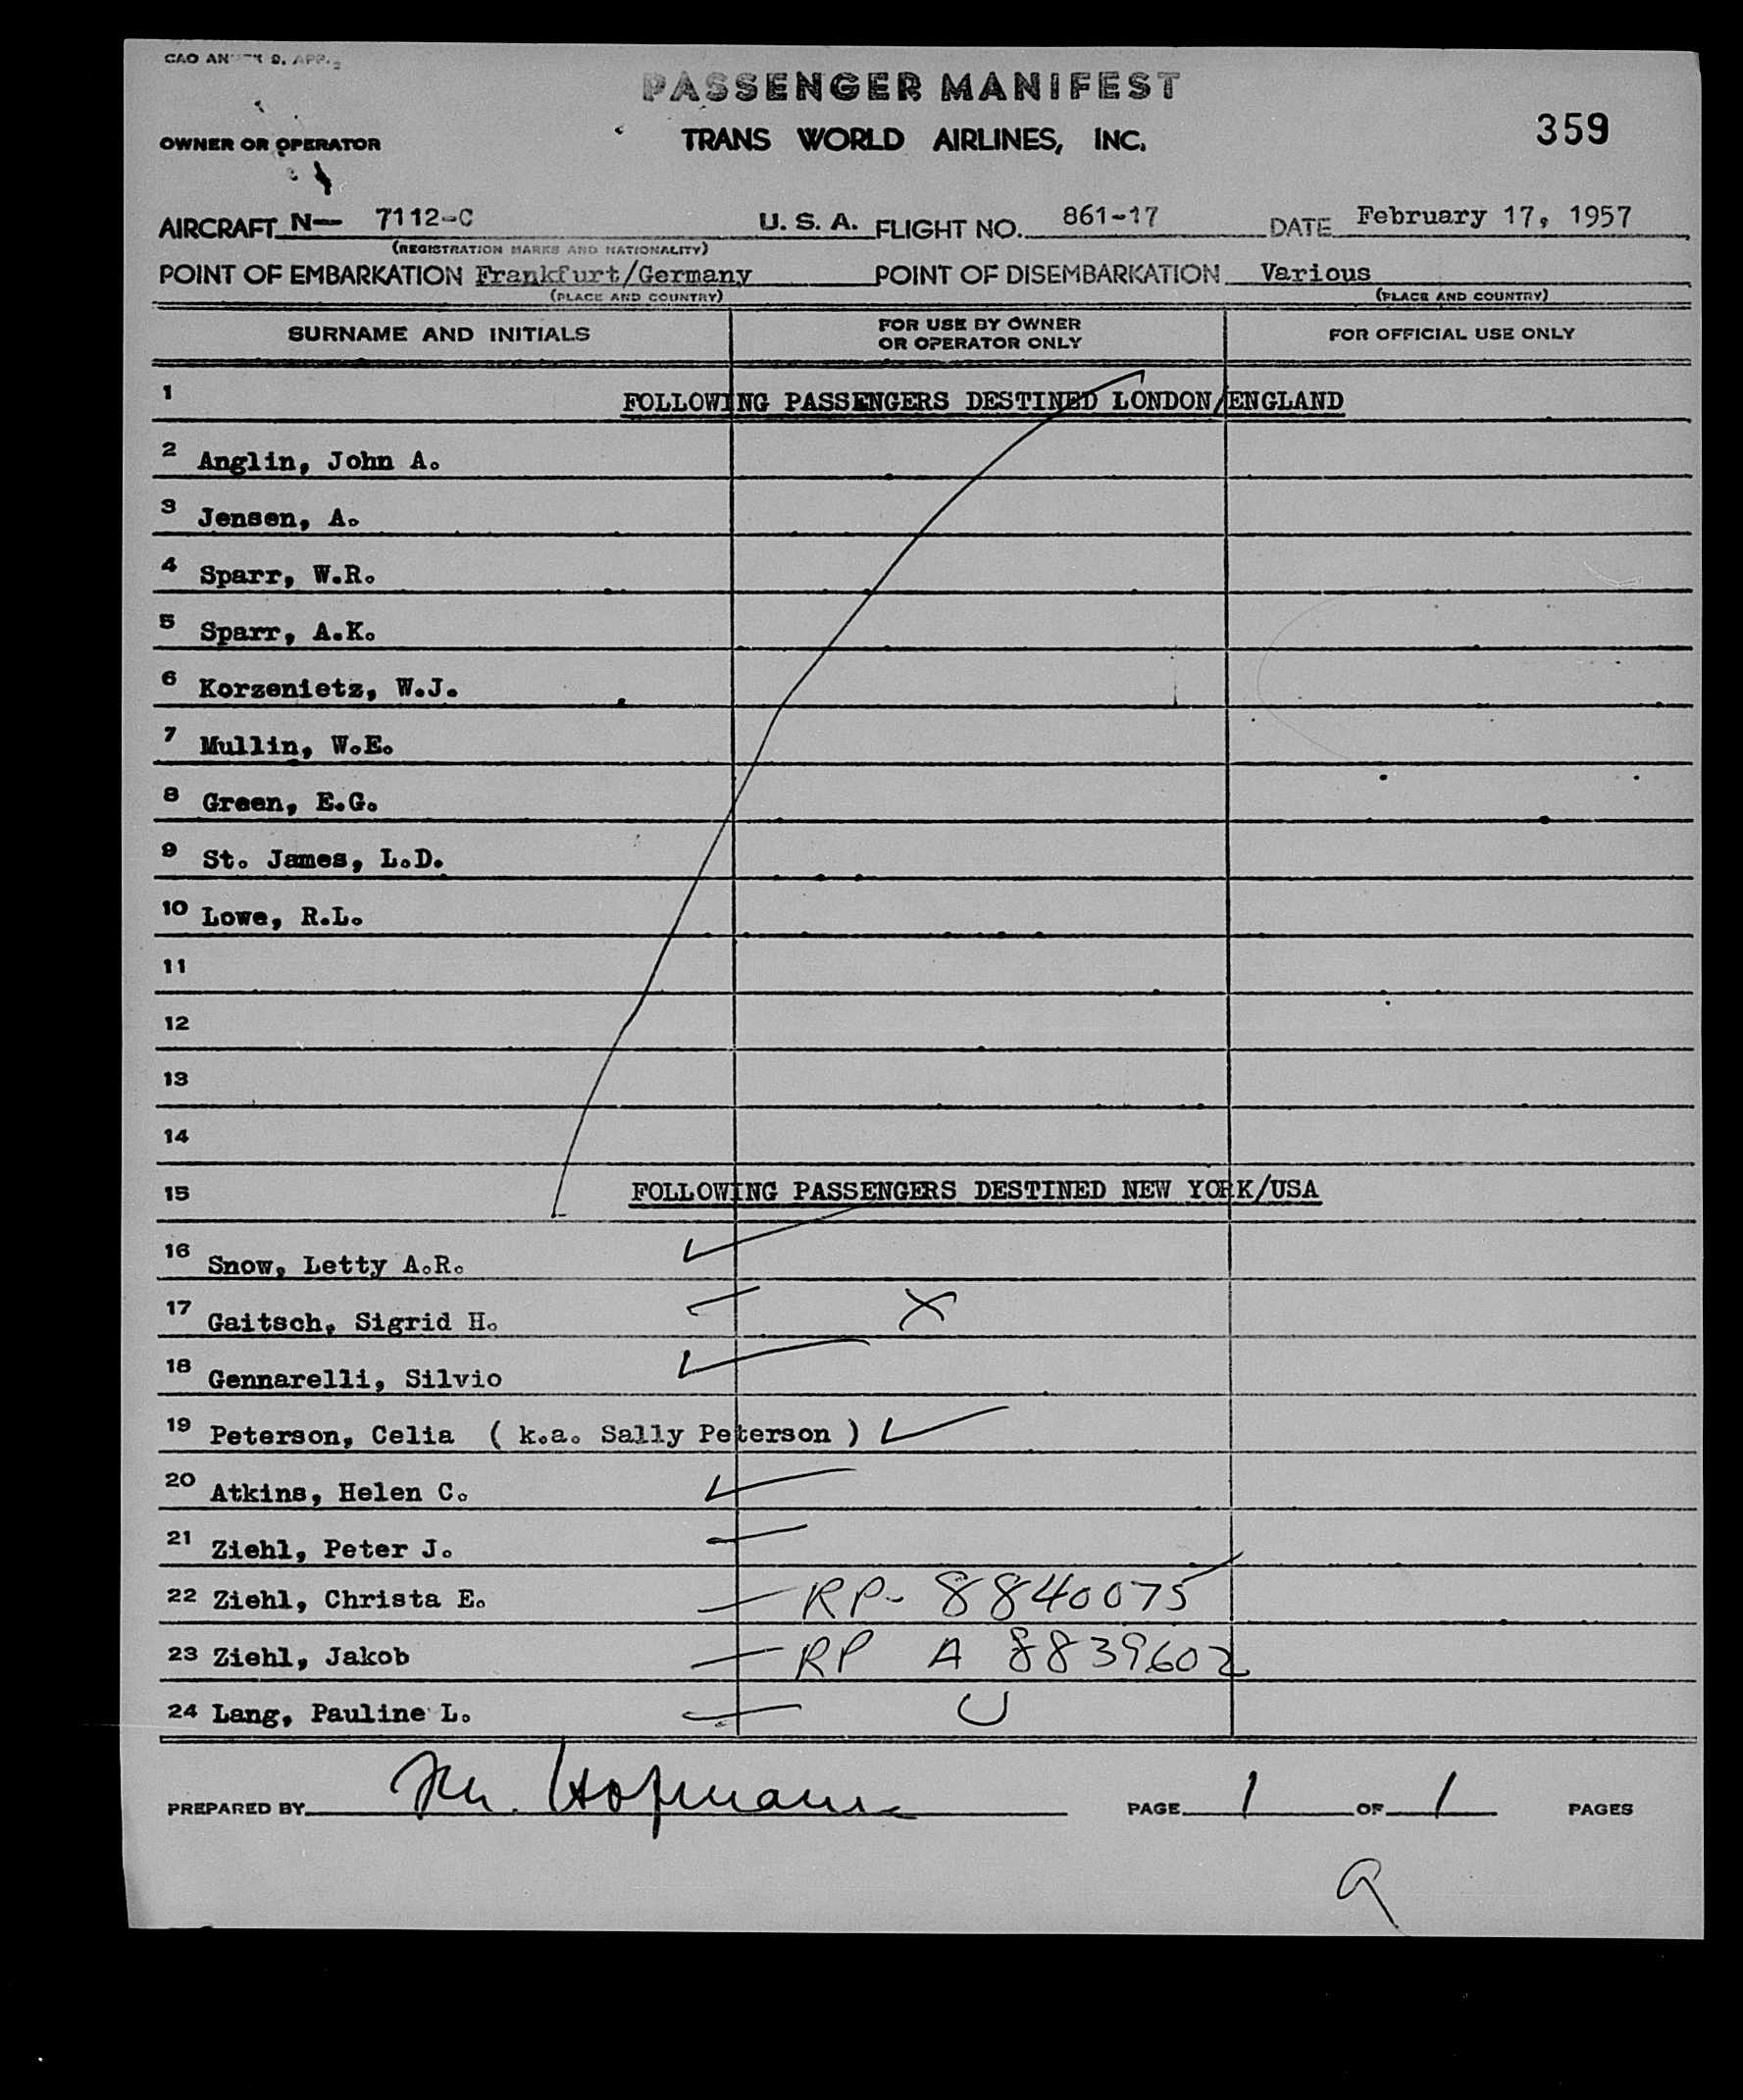 PASSENGER MANIFEST
OWNER OR OPERATOR TRANS WORLD AIRLINES, INC. 359
AIRCRAFT N— 7112-C U. S. A. FLIGHT NO. 861-17 DATE February 17, 1957
(REGISTRATION MARKS AND NATIONALITY)
POINT OF EMBARKATION Frankfurt/Germany POINT OF DISEMBARKATION Various
(PLACE AND COUNTRY) (PLACE AND COUNTRY)
SURNAME AND INITIALS FOR USE BY OWNER OR OPERATOR ONLY FOR OFFICIAL USE ONLY
1 FOLLOWING PASSENGERS DESTINED LONDON/ENGLAND
2 Anglin, John A.
3 Jensen, A.
4 Sparr, W.R.
5 Sparr, A.K.
6 Korzenietz, W.J.
7 Mullin, W.E.
8 Green, E.G.
9 St. James, L.D.
10 Lowe, R.L.
11
12
13
14
15 FOLLOWING PASSENGERS DESTINED NEW YORK/USA
16 Snow, Letty A.R.
17 Gaitsch, Sigrid H. X
18 Gennarelli, Silvio
19 Peterson, Celia ( k.a. Sally Peterson )
20 Atkins, Helen C.
21 Ziehl, Peter J.
22 Ziehl, Christa E. RP- 8840075
23 Ziehl, Jakob RP A 8839602
24 Lang, Pauline L. U
PREPARED BY Hofmann PAGE 1 OF 1 PAGES